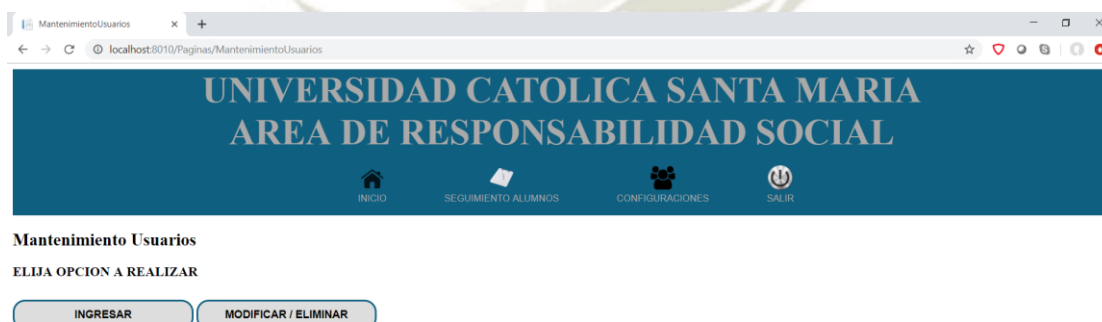 MantenimientoUsuarios
localhost:8010/Paginas/MantenimientoUsuarios
UNIVERSIDAD CATOLICA SANTA MARIA
AREA DE RESPONSABILIDAD SOCIAL
INICIO SEGUIMIENTO ALUMNOS CONFIGURACIONES SALIR
Mantenimiento Usuarios
ELIJA OPCION A REALIZAR
INGRESAR MODIFICAR / ELIMINAR